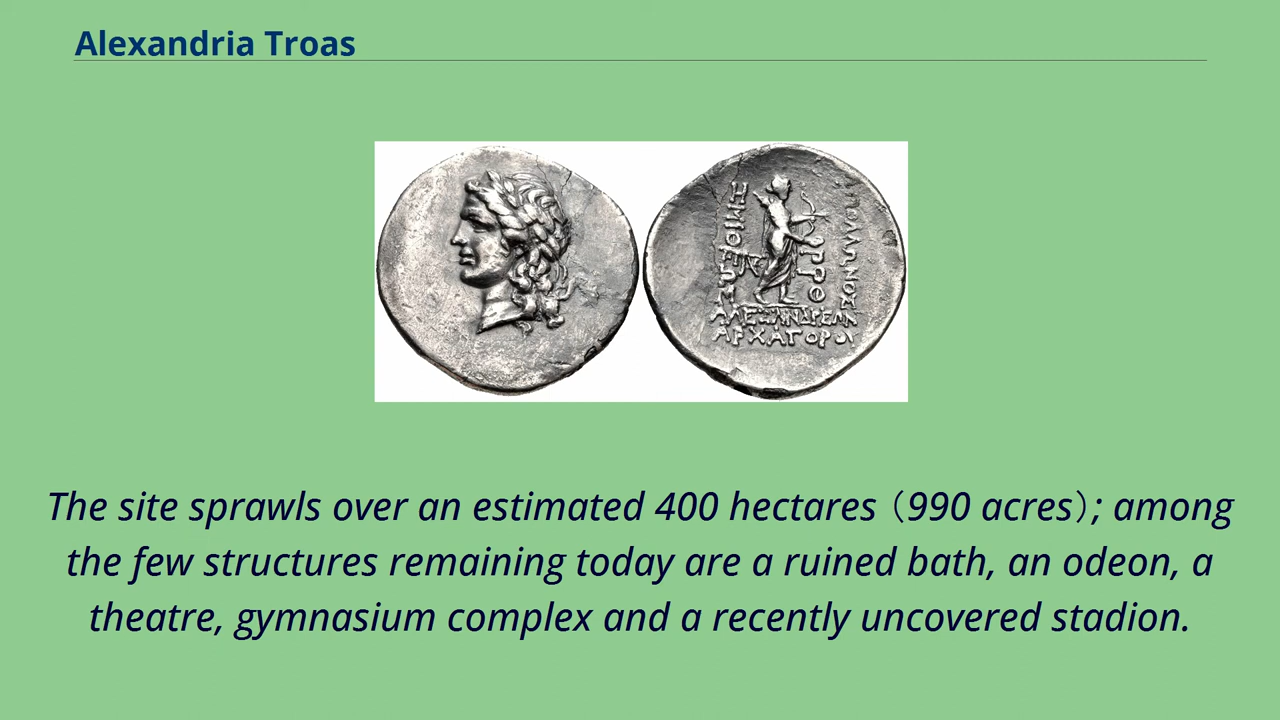 Alexandria Troas
ΑΠΟΛΛΩΝΟΣ
ΑΛΕΞΑΝΔΡΕΩΝ
ΑΡΧΑΓΟΡΟΥ
The site sprawls over an estimated 400 hectares（990 acres）; among
the few structures remaining today are a ruined bath, an odeon, a
theatre, gymnasium complex and a recently uncovered stadion.